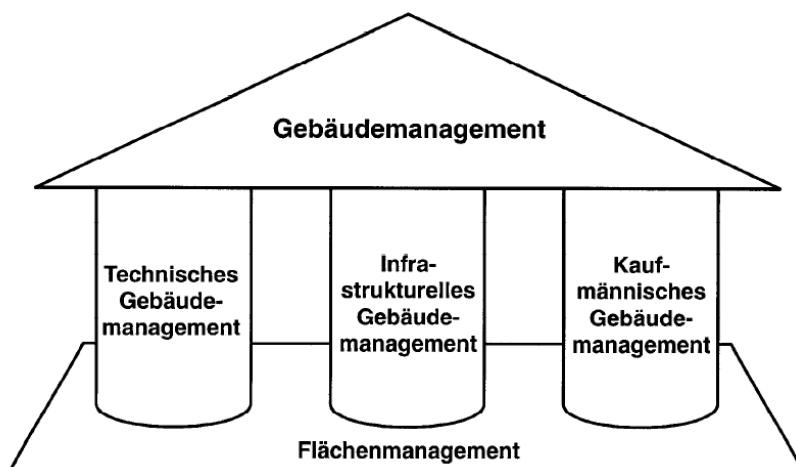 Gebäudemanagement
Technisches
Gebäude-
management
Infra-
strukturelles
Gebäude-
management
Kauf-
männisches
Gebäude-
management
Flächenmanagement